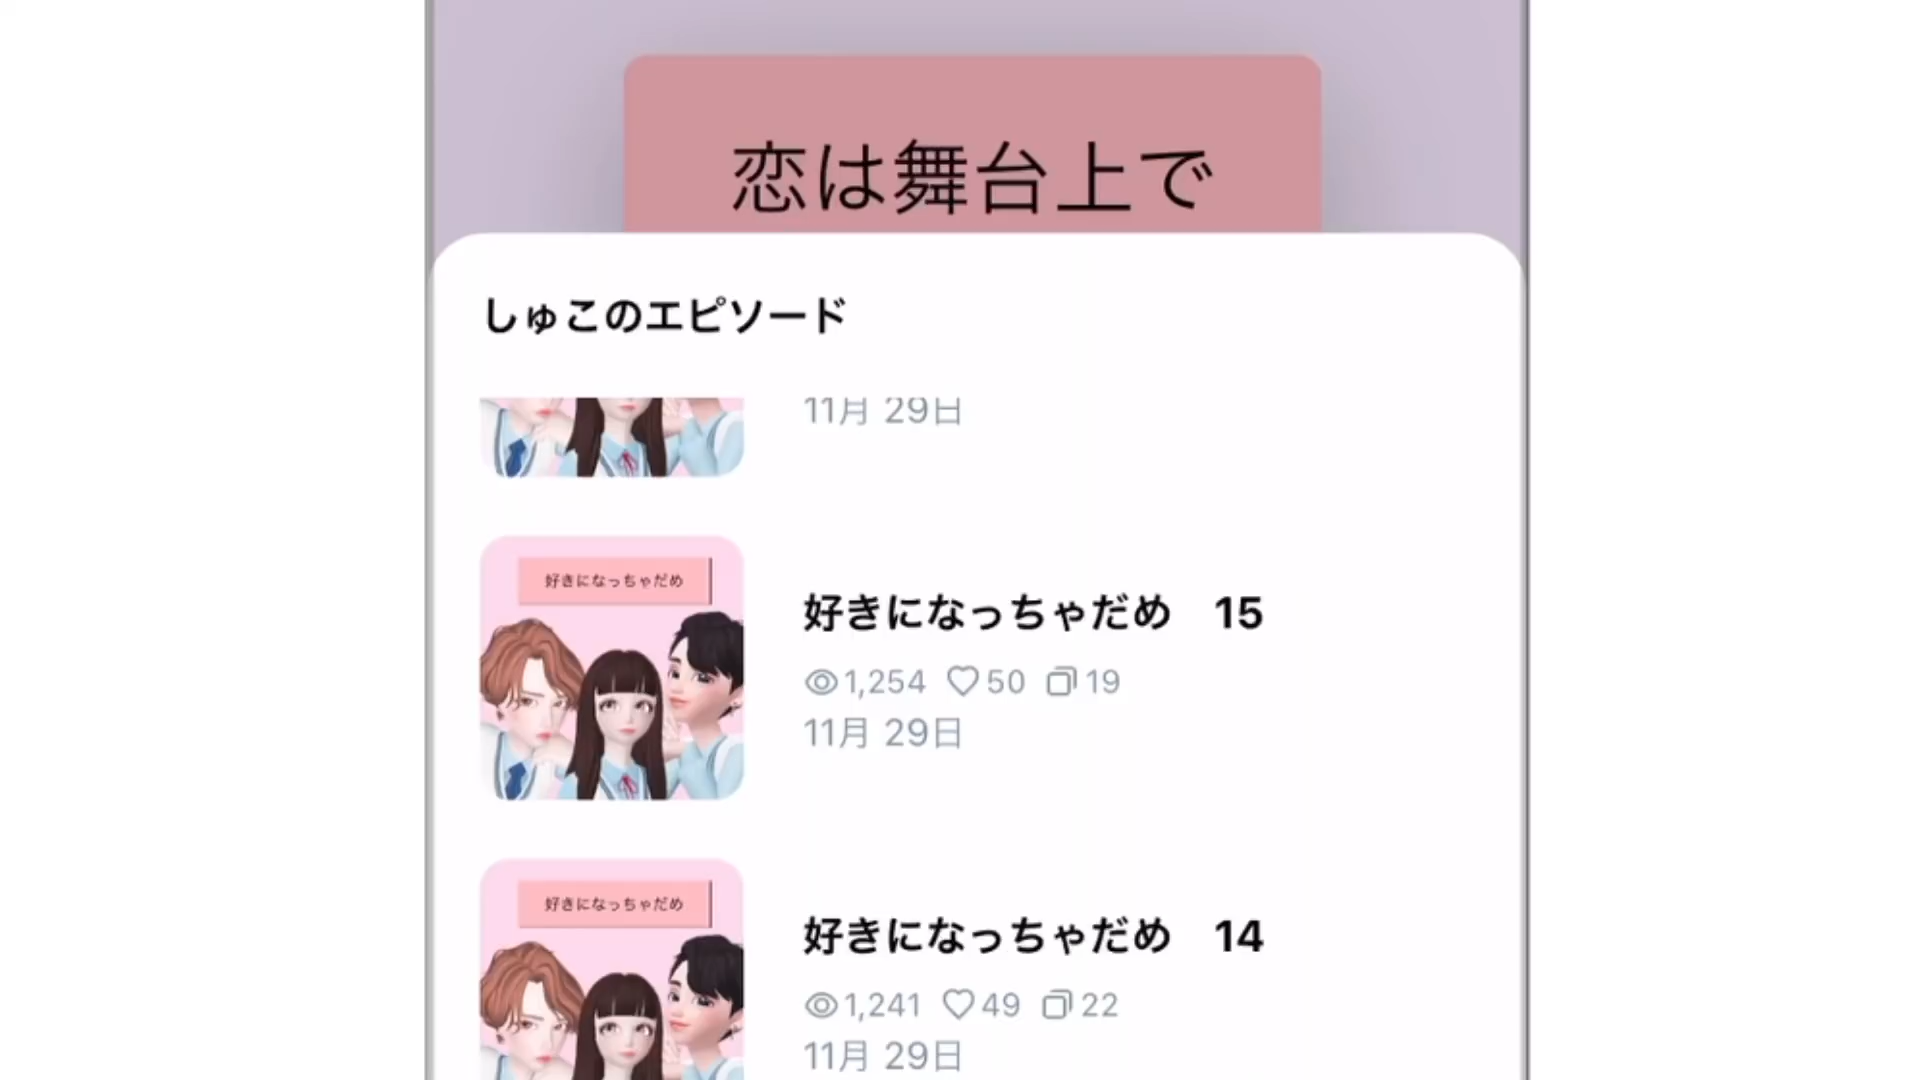 恋は舞台上で
しゅこのエピソード
11月 29日
好きになっちゃだめ
好きになっちゃだめ　15
1,254 50 19
11月 29日
好きになっちゃだめ
好きになっちゃだめ　14
1,241 49 22
11月 29日